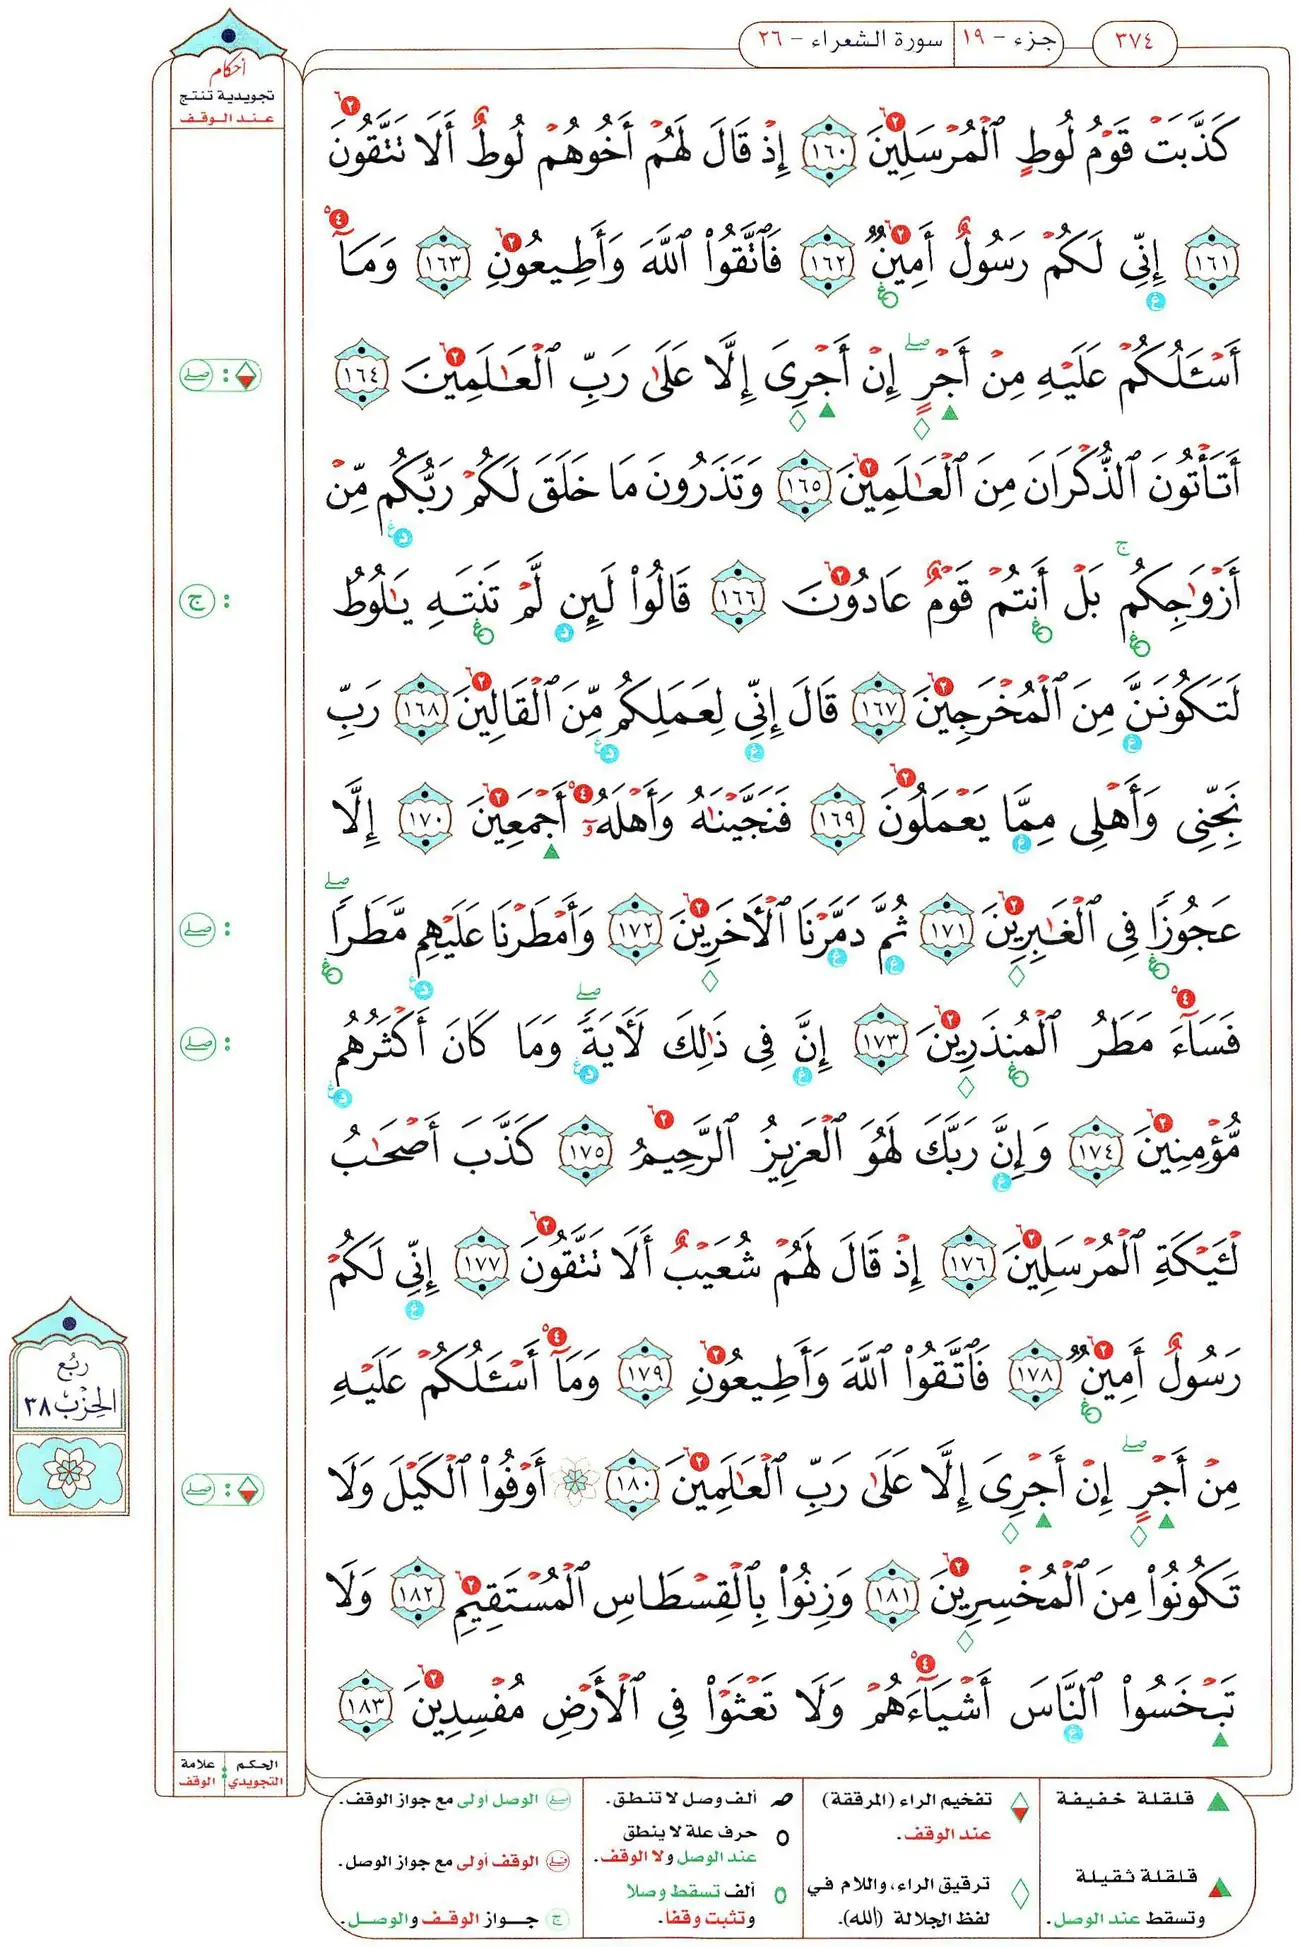 ٣٧٤
جزء - ١٩ سورة الشعراء - ٢٦
أحكام
تجويدية تنتج
عند الوقف
كَذَّبَتْ قَوْمُ لُوطٍ ٱلْمُرْسَلِينَ ١٦٠ إِذْ قَالَ لَهُمْ أَخُوهُمْ لُوطٌ أَلَا تَتَّقُونَ
١٦١ إِنِّى لَكُمْ رَسُولٌ أَمِينٌ ١٦٢ فَٱتَّقُوا۟ ٱللَّهَ وَأَطِيعُونِ ١٦٣ وَمَآ
أَسْـَٔلُكُمْ عَلَيْهِ مِنْ أَجْرٍ ۖ إِنْ أَجْرِىَ إِلَّا عَلَىٰ رَبِّ ٱلْعَـٰلَمِينَ ١٦٤
أَتَأْتُونَ ٱلذُّكْرَانَ مِنَ ٱلْعَـٰلَمِينَ ١٦٥ وَتَذَرُونَ مَا خَلَقَ لَكُمْ رَبُّكُم مِّنْ
أَزْوَٰجِكُم ۚ بَلْ أَنتُمْ قَوْمٌ عَادُونَ ١٦٦ قَالُوا۟ لَئِن لَّمْ تَنتَهِ يَـٰلُوطُ
لَتَكُونَنَّ مِنَ ٱلْمُخْرَجِينَ ١٦٧ قَالَ إِنِّى لِعَمَلِكُم مِّنَ ٱلْقَالِينَ ١٦٨ رَبِّ
نَجِّنِى وَأَهْلِى مِمَّا يَعْمَلُونَ ١٦٩ فَنَجَّيْنَـٰهُ وَأَهْلَهُۥٓ أَجْمَعِينَ ١٧٠ إِلَّا
عَجُوزًا فِى ٱلْغَـٰبِرِينَ ١٧١ ثُمَّ دَمَّرْنَا ٱلْـَٔاخَرِينَ ١٧٢ وَأَمْطَرْنَا عَلَيْهِم مَّطَرًا ۖ
فَسَآءَ مَطَرُ ٱلْمُنذَرِينَ ١٧٣ إِنَّ فِى ذَٰلِكَ لَـَٔايَةً ۖ وَمَا كَانَ أَكْثَرُهُم
مُّؤْمِنِينَ ١٧٤ وَإِنَّ رَبَّكَ لَهُوَ ٱلْعَزِيزُ ٱلرَّحِيمُ ١٧٥ كَذَّبَ أَصْحَـٰبُ
لْـَٔيْكَةِ ٱلْمُرْسَلِينَ ١٧٦ إِذْ قَالَ لَهُمْ شُعَيْبٌ أَلَا تَتَّقُونَ ١٧٧ إِنِّى لَكُمْ
رَسُولٌ أَمِينٌ ١٧٨ فَٱتَّقُوا۟ ٱللَّهَ وَأَطِيعُونِ ١٧٩ وَمَآ أَسْـَٔلُكُمْ عَلَيْهِ
مِنْ أَجْرٍ ۖ إِنْ أَجْرِىَ إِلَّا عَلَىٰ رَبِّ ٱلْعَـٰلَمِينَ ١٨٠ ۞ أَوْفُوا۟ ٱلْكَيْلَ وَلَا
تَكُونُوا۟ مِنَ ٱلْمُخْسِرِينَ ١٨١ وَزِنُوا۟ بِٱلْقِسْطَاسِ ٱلْمُسْتَقِيمِ ١٨٢ وَلَا
تَبْخَسُوا۟ ٱلنَّاسَ أَشْيَآءَهُمْ وَلَا تَعْثَوْا۟ فِى ٱلْأَرْضِ مُفْسِدِينَ ١٨٣
: صلے
: ج
: صلے
: صلے
: صلے
ربع
الحزب ٣٨
الحكم علامة
التجويدي الوقف
قلقلة خفيفة
قلقلة ثقيلة
وتسقط عند الوصل.
تفخيم الراء (المرققة)
عند الوقف.
ترقيق الراء، واللام في
لفظ الجلالة (الله).
ألف وصل لا تنطق.
حرف علة لا ينطق
عند الوصل ولا الوقف.
ألف تسقط وصلا
وتثبت وقفا.
صلے الوصل أولى مع جواز الوقف.
قلے الوقف أولى مع جواز الوصل.
ج جواز الوقف والوصل.